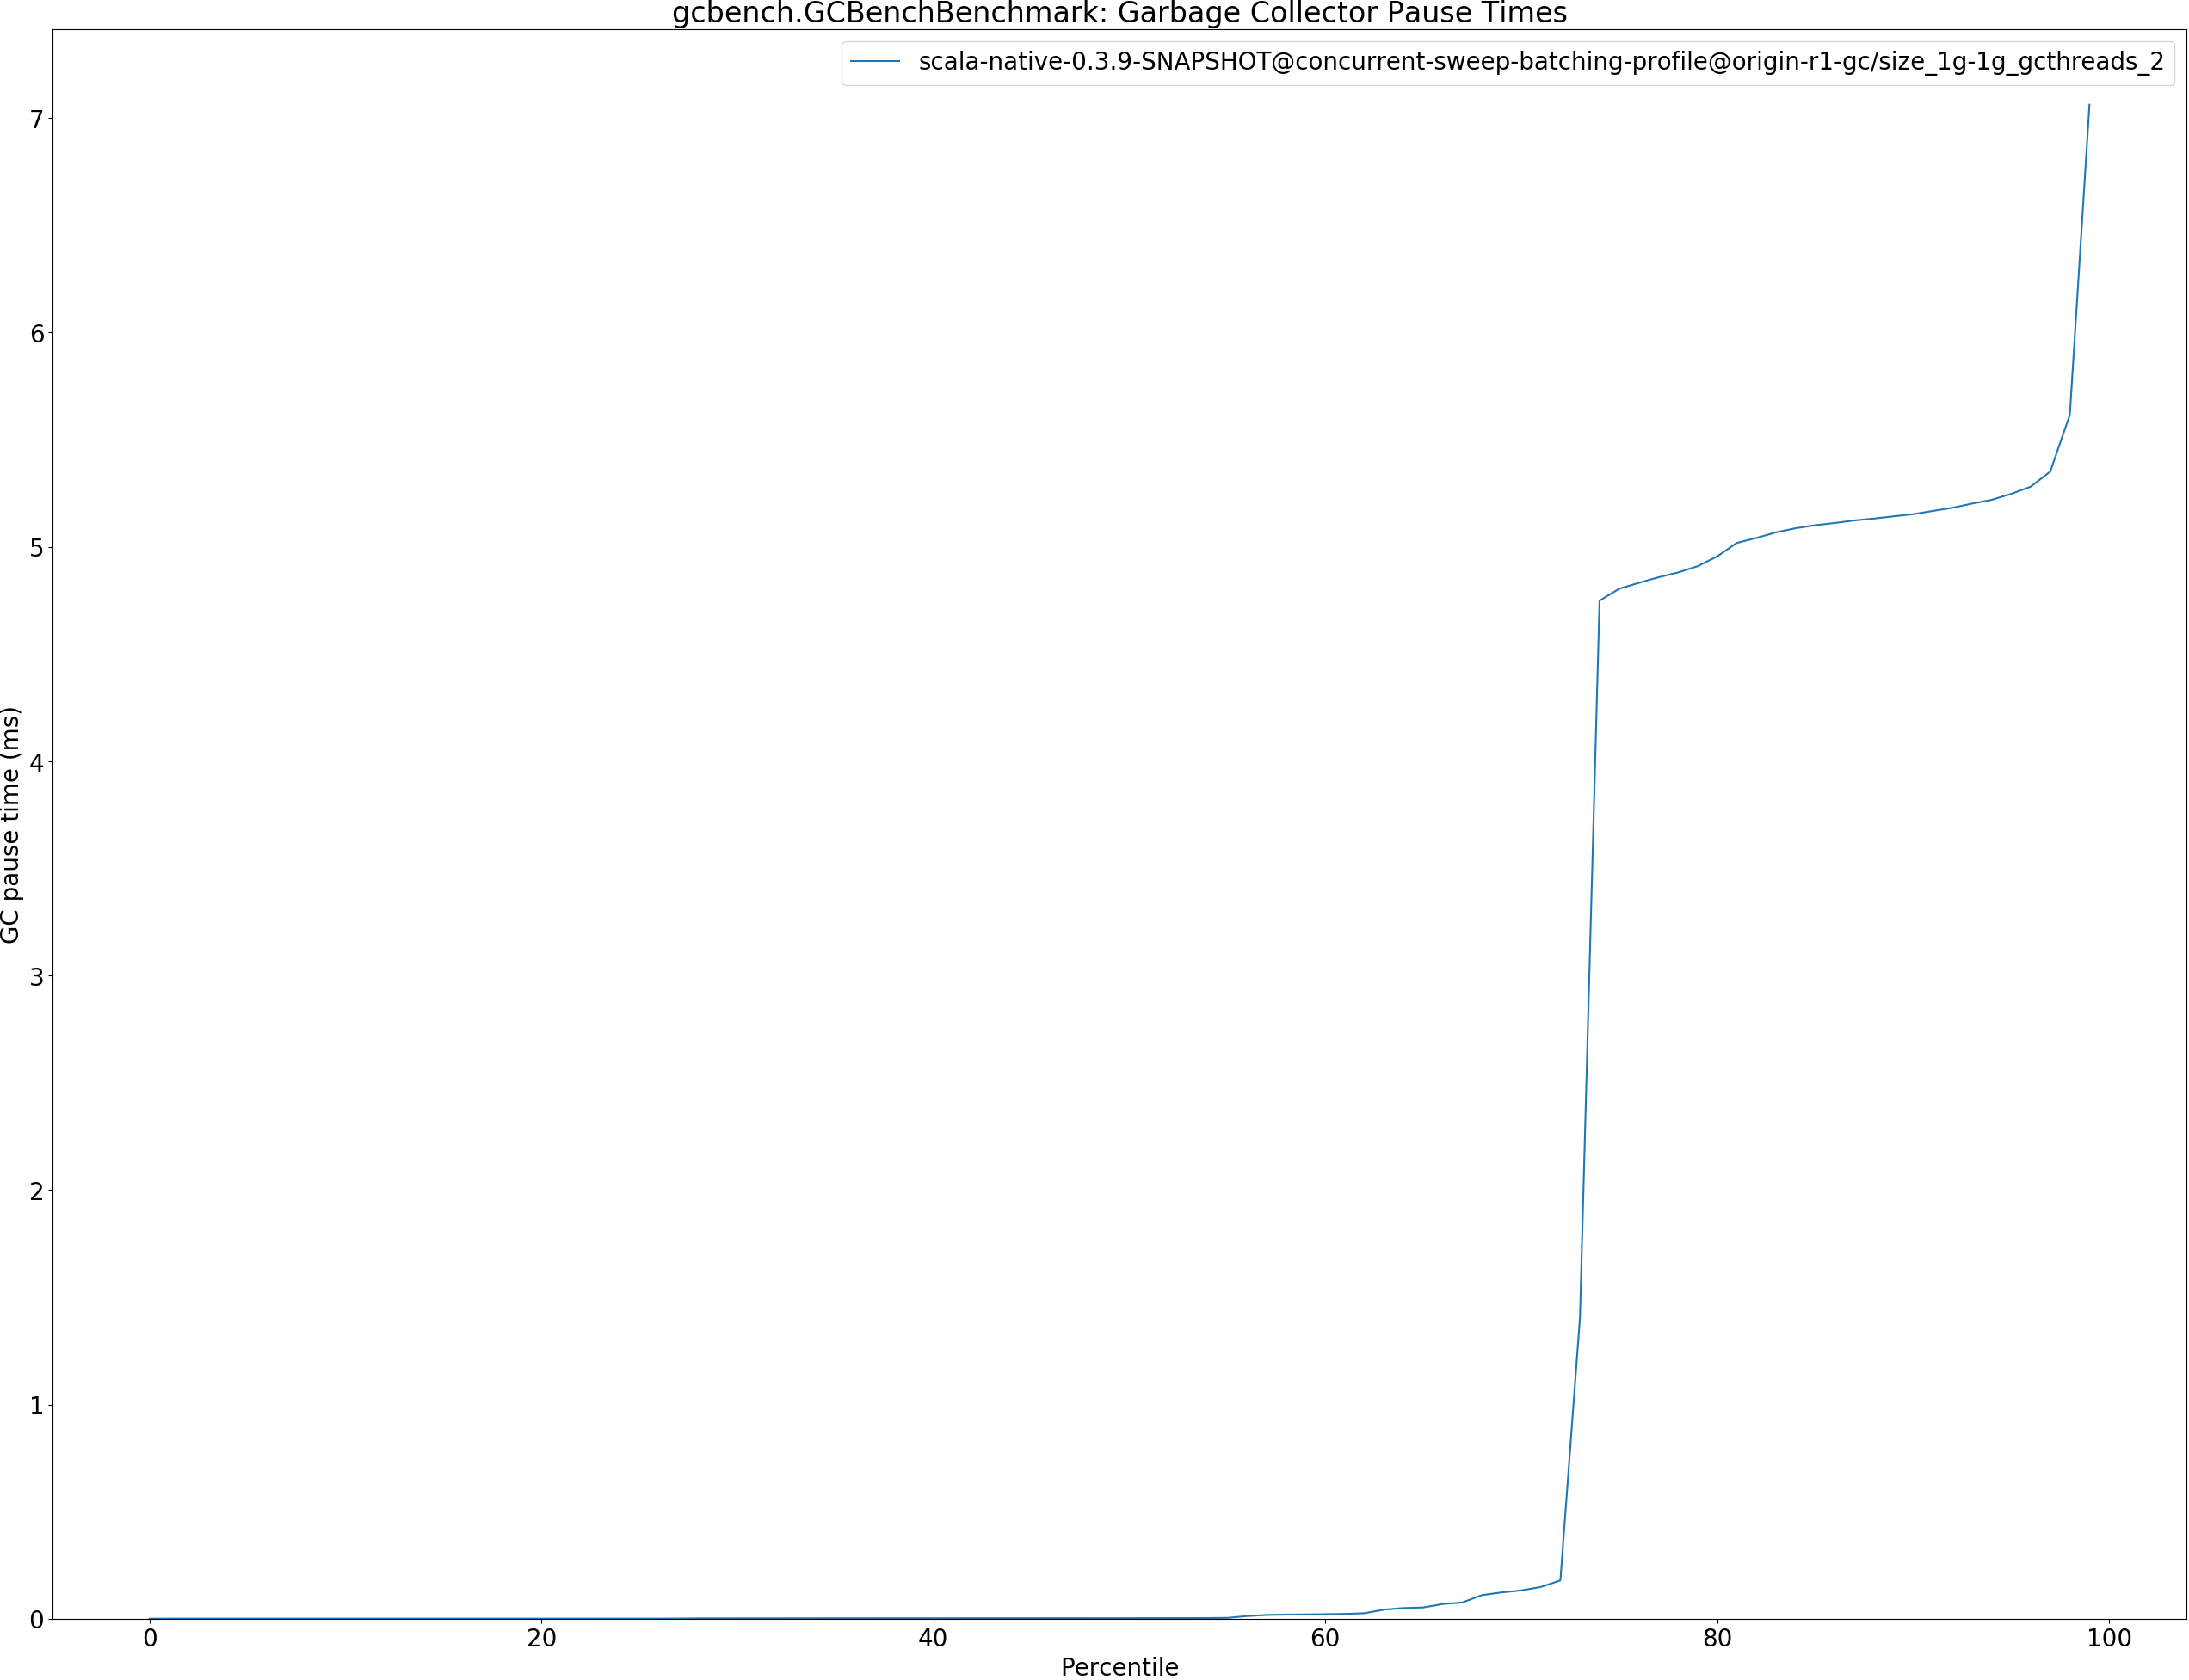 gcbench.GCBenchBenchmark: Garbage Collector Pause Times
scala-native-0.3.9-SNAPSHOT@concurrent-sweep-batching-profile@origin-r1-gc/size_1g-1g_gcthreads_2
GC pause time (ms)
7
6
5
4
3
2
1
0
0 20 40 60 80 100
Percentile